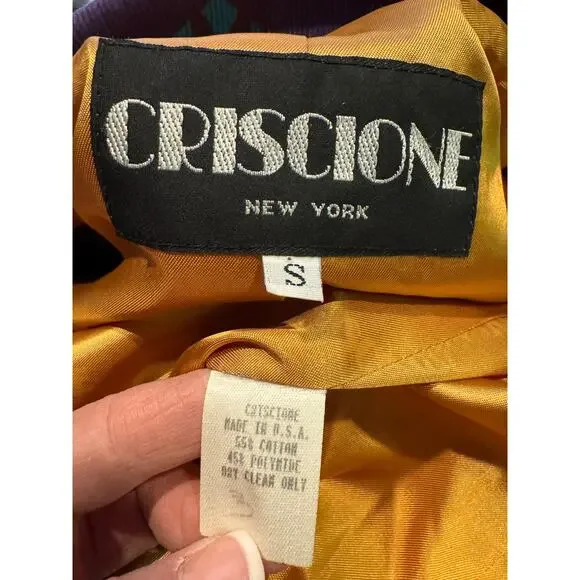 CRISCIONE
NEW YORK
S
CRISCIONE
MADE IN U.S.A.
55% COTTON
45% POLYMIDE
DRY CLEAN ONLY